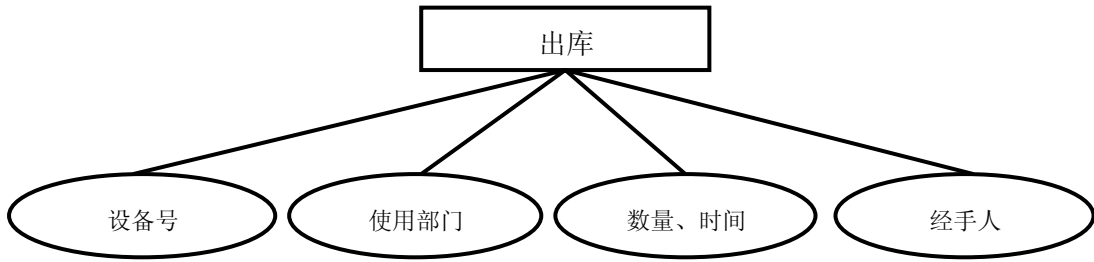 出库
设备号
使用部门
数量、时间
经手人